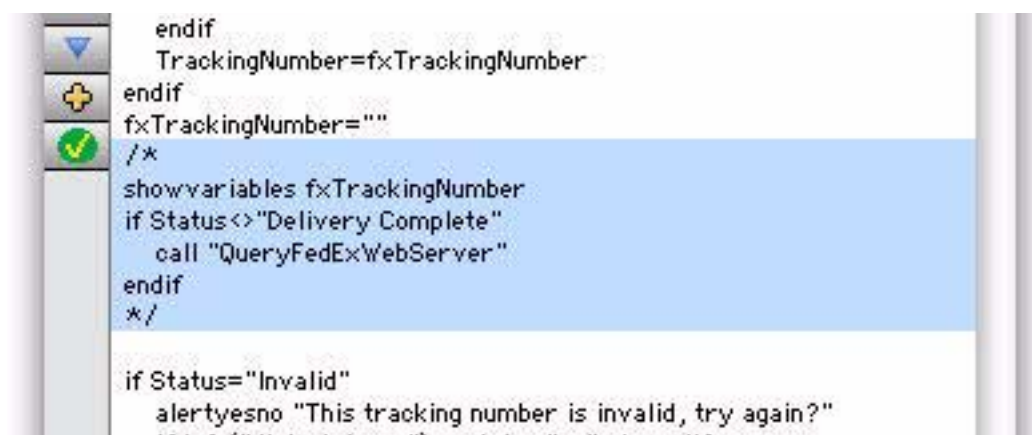 endif
TrackingNumber=fxTrackingNumber
endif
fxTrackingNumber=""
/*
showvariables fxTrackingNumber
if Status<>"Delivery Complete"
call "QueryFedExWebServer"
endif
*/
if Status="Invalid"
alertyesno "This tracking number is invalid, try again?"